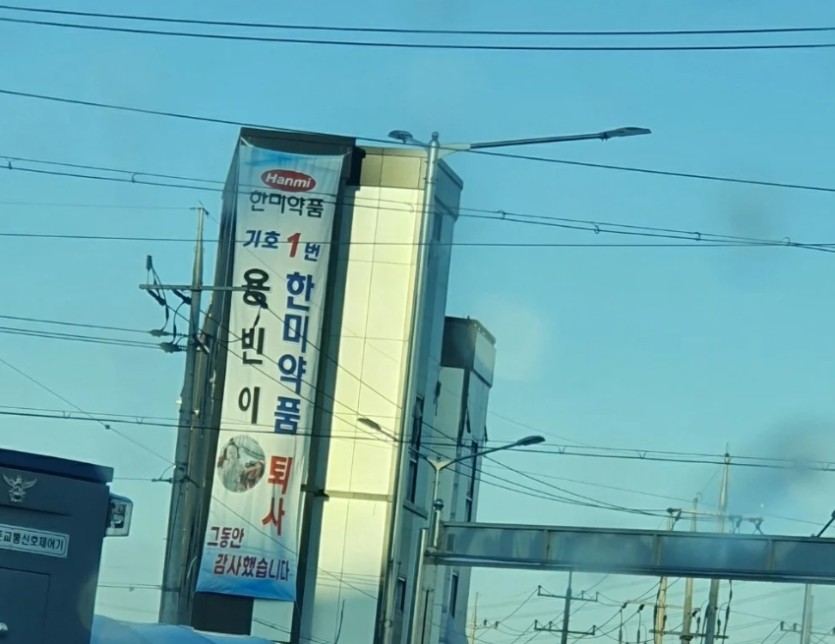 Hanmi
한미약품
기호 1번
한미약품 퇴사
용빈이
그동안
감사했습니다
교통신호제어기